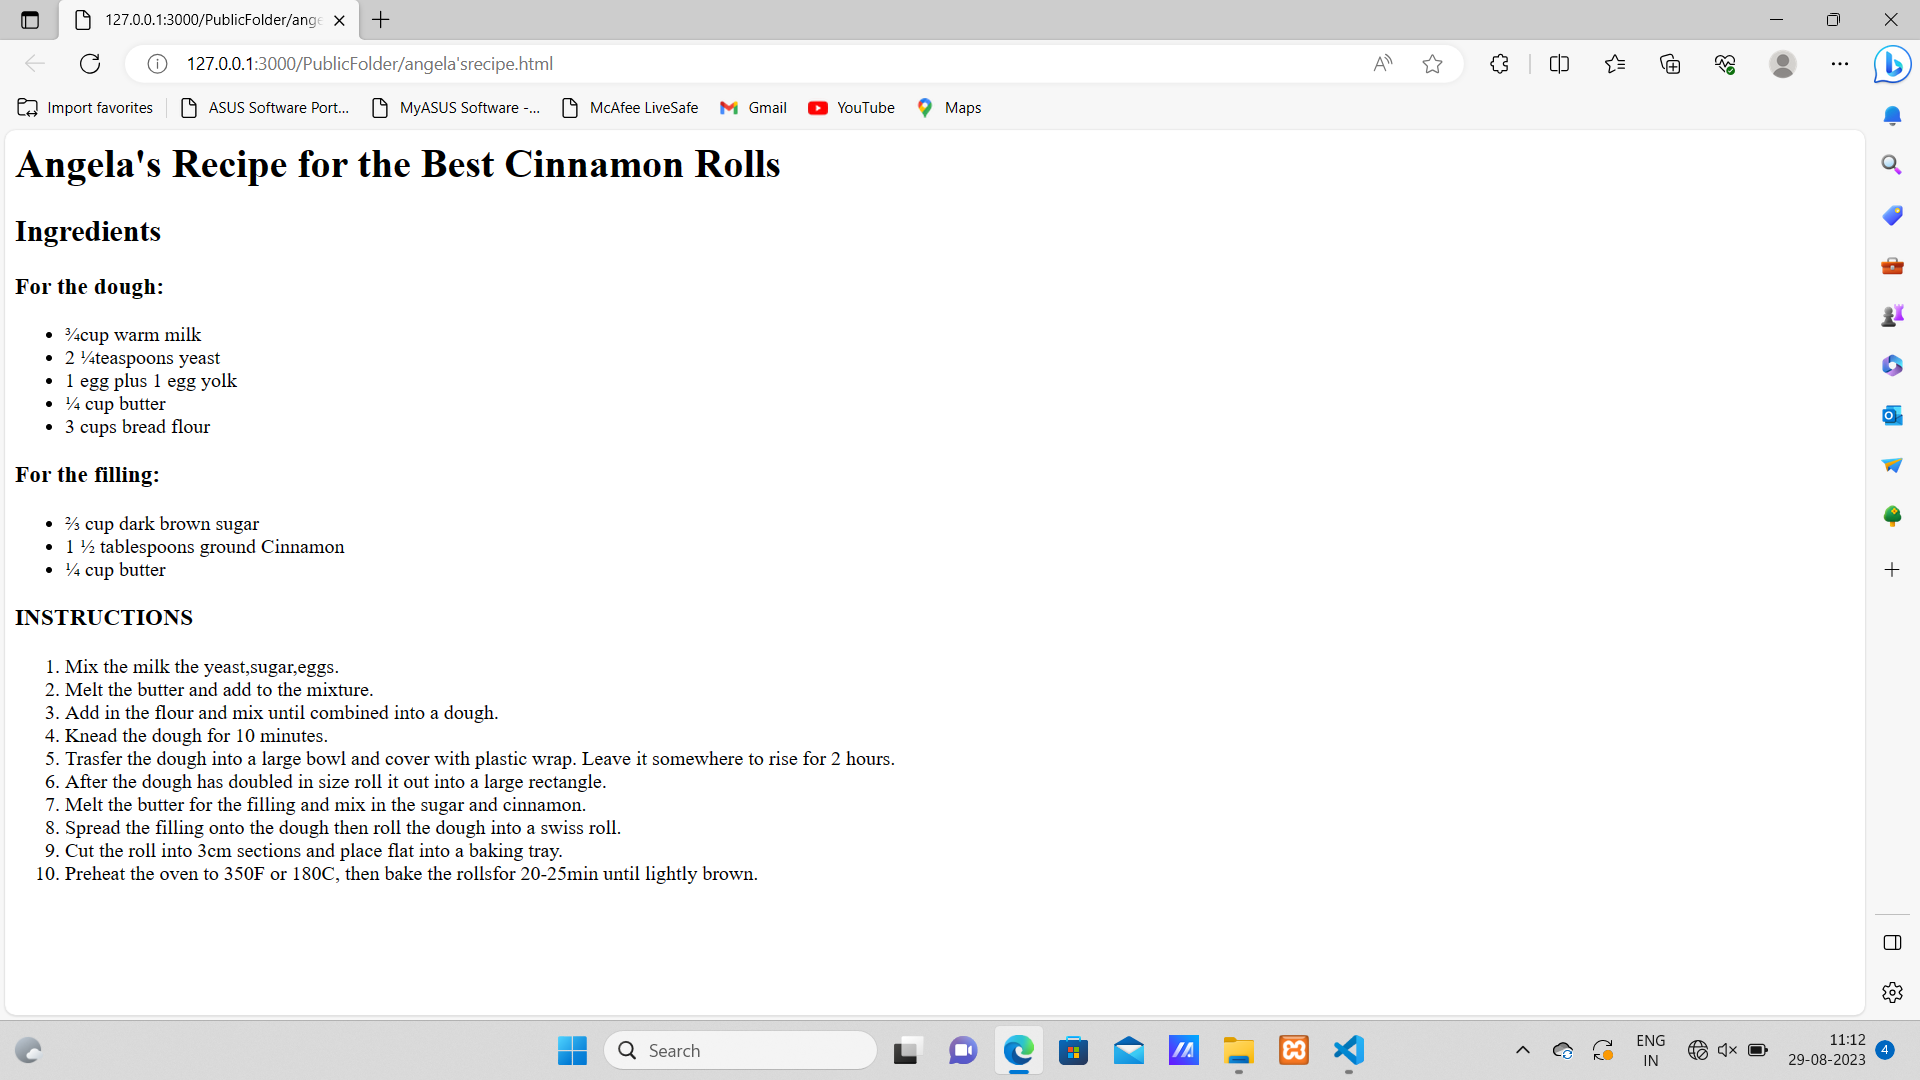 127.0.0.1:3000/PublicFolder/ange
127.0.0.1:3000/PublicFolder/angela'srecipe.html
Import favorites
ASUS Software Port...
MyASUS Software -...
McAfee LiveSafe
Gmail
YouTube
Maps
Angela's Recipe for the Best Cinnamon Rolls
Ingredients
For the dough:
• ¾cup warm milk
• 2 ¼teaspoons yeast
• 1 egg plus 1 egg yolk
• ¼ cup butter
• 3 cups bread flour
For the filling:
• ⅔ cup dark brown sugar
• 1 ½ tablespoons ground Cinnamon
• ¼ cup butter
INSTRUCTIONS
1. Mix the milk the yeast,sugar,eggs.
2. Melt the butter and add to the mixture.
3. Add in the flour and mix until combined into a dough.
4. Knead the dough for 10 minutes.
5. Trasfer the dough into a large bowl and cover with plastic wrap. Leave it somewhere to rise for 2 hours.
6. After the dough has doubled in size roll it out into a large rectangle.
7. Melt the butter for the filling and mix in the sugar and cinnamon.
8. Spread the filling onto the dough then roll the dough into a swiss roll.
9. Cut the roll into 3cm sections and place flat into a baking tray.
10. Preheat the oven to 350F or 180C, then bake the rollsfor 20-25min until lightly brown.
Search
ENG
IN
11:12
29-08-2023
4